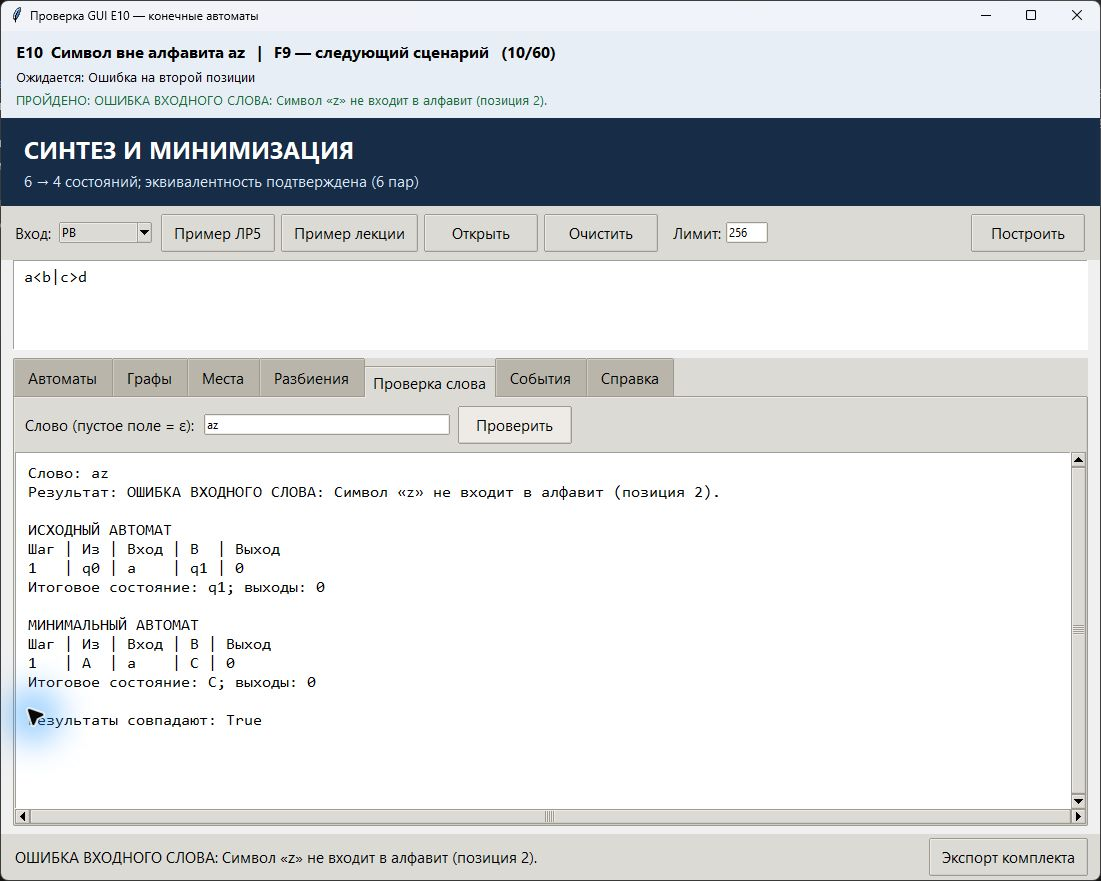 Проверка GUI E10 — конечные автоматы
E10 Символ вне алфавита az | F9 — следующий сценарий (10/60)
Ожидается: Ошибка на второй позиции
ПРОЙДЕНО: ОШИБКА ВХОДНОГО СЛОВА: Символ «z» не входит в алфавит (позиция 2).
СИНТЕЗ И МИНИМИЗАЦИЯ
6 → 4 состояний; эквивалентность подтверждена (6 пар)
Вход: РВ Пример ЛР5 Пример лекции Открыть Очистить Лимит: 256 Построить
a<b|c>d
Автоматы Графы Места Разбиения Проверка слова События Справка
Слово (пустое поле = ε): az Проверить
Слово: az
Результат: ОШИБКА ВХОДНОГО СЛОВА: Символ «z» не входит в алфавит (позиция 2).
ИСХОДНЫЙ АВТОМАТ
Шаг | Из | Вход | В | Выход
1 | q0 | a | q1 | 0
Итоговое состояние: q1; выходы: 0
МИНИМАЛЬНЫЙ АВТОМАТ
Шаг | Из | Вход | В | Выход
1 | A | a | C | 0
Итоговое состояние: C; выходы: 0
Результаты совпадают: True
ОШИБКА ВХОДНОГО СЛОВА: Символ «z» не входит в алфавит (позиция 2). Экспорт комплекта